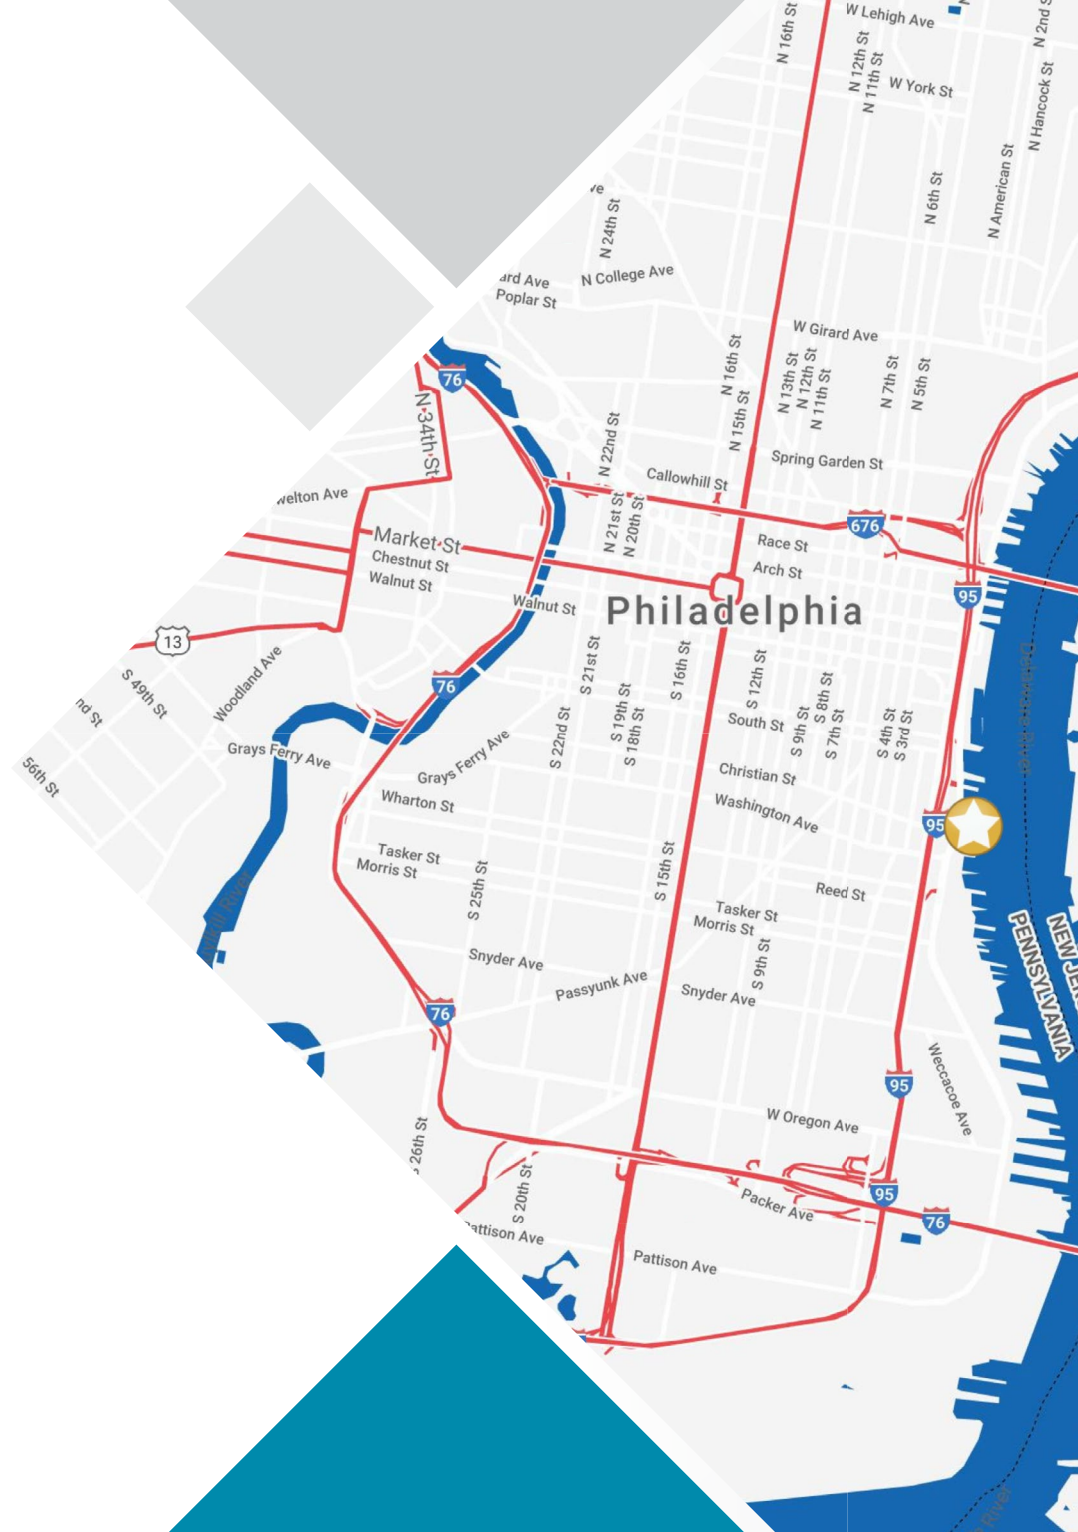 W Lehigh Ave
N 16th St
N 12th St
N 11th St
W York St
N Hancock St
N American St
N 6th St
N 24th St
N College Ave
Poplar St
W Girard Ave
N 16th St
N 15th St
N 13th St
N 12th St
N 11th St
N 7th St
N 5th St
76
N 34th St
N 22nd St
Callowhill St
Spring Garden St
N 21st St
N 20th St
676
Market St
Chestnut St
Walnut St
Race St
Arch St
Walnut St
Philadelphia
95
13
S 49th St
Woodland Ave
76
S 21st St
S 19th St
S 18th St
S 22nd St
S 16th St
S 12th St
South St
S 9th St
S 8th St
S 7th St
S 4th St
S 3rd St
Delaware River
56th St
Grays Ferry Ave
Grays Ferry Ave
Christian St
Wharton St
Washington Ave
95
Tasker St
Morris St
S 25th St
S 15th St
Reed St
Tasker St
Morris St
S 9th St
River
PENNSYLVANIA
Snyder Ave
Passyunk Ave
Snyder Ave
76
95
Weccacoe Ave
W Oregon Ave
26th St
S 20th St
Packer Ave
95
76
Pattison Ave
Pattison Ave
River